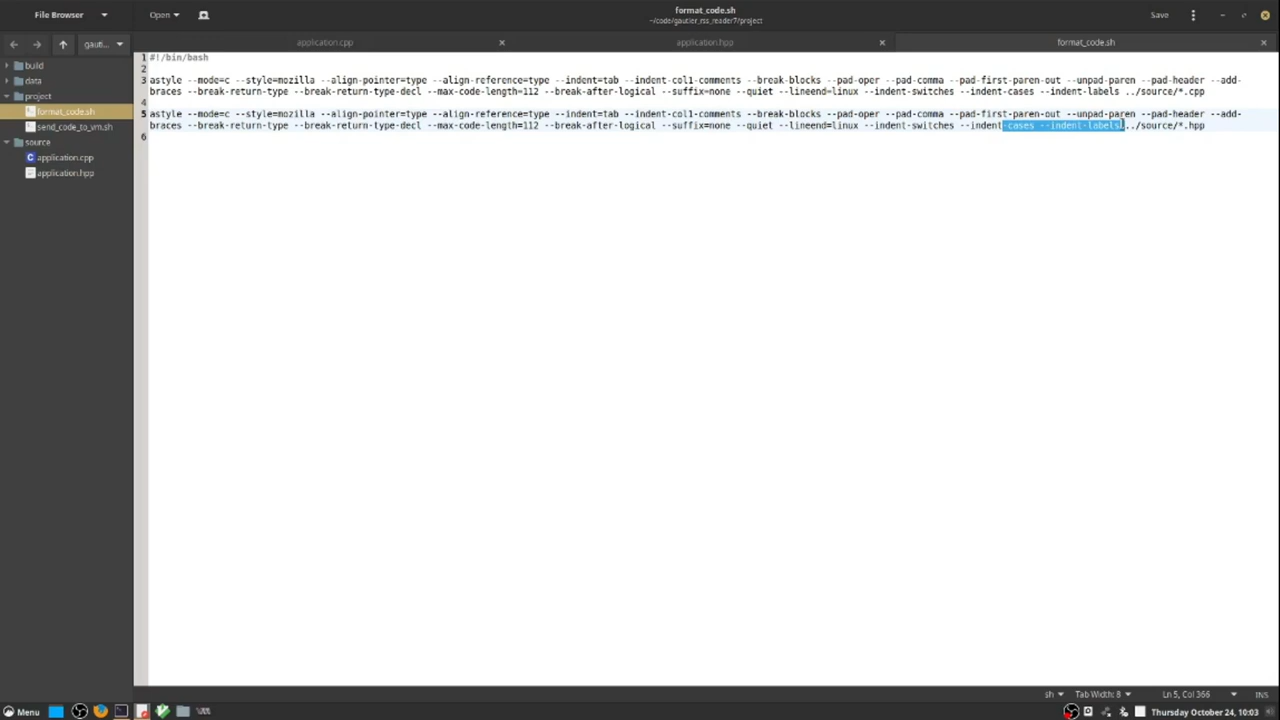 File Browser
Open
format_code.sh
~/code/gautier_rss_reader7/project
Save
gauti...
application.cpp
application.hpp
format_code.sh
build
data
project
format_code.sh
send_code_to_vm.sh
source
application.cpp
application.hpp
1 #!/bin/bash
2
3 astyle --mode=c --style=mozilla --align-pointer=type --align-reference=type --indent=tab --indent-col1-comments --break-blocks --pad-oper --pad-comma --pad-first-paren-out --unpad-paren --pad-header --add-
braces --break-return-type --break-return-type-decl --max-code-length=112 --break-after-logical --suffix=none --quiet --lineend=linux --indent-switches --indent-cases --indent-labels ../source/*.cpp
4
5 astyle --mode=c --style=mozilla --align-pointer=type --align-reference=type --indent=tab --indent-col1-comments --break-blocks --pad-oper --pad-comma --pad-first-paren-out --unpad-paren --pad-header --add-
braces --break-return-type --break-return-type-decl --max-code-length=112 --break-after-logical --suffix=none --quiet --lineend=linux --indent-switches --indent-cases --indent-labels ../source/*.hpp
6
sh
Tab Width: 8
Ln 5, Col 366
INS
Menu
Thursday October 24, 10:03